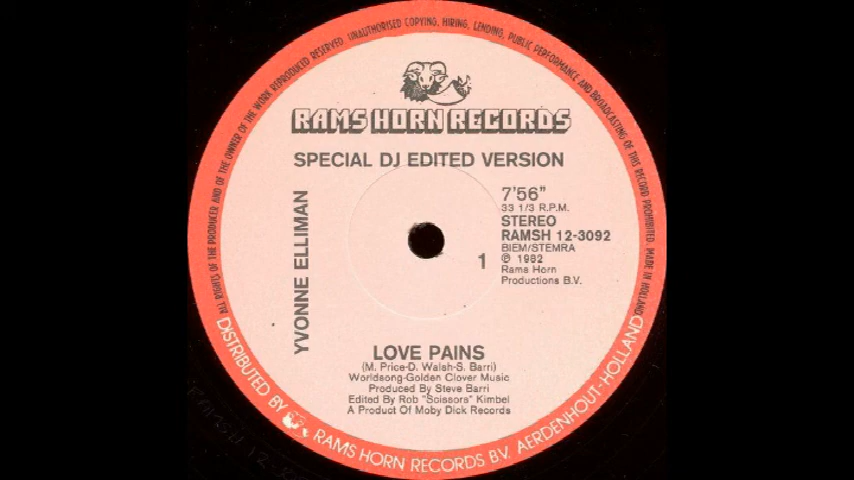 ALL RIGHTS OF THE PRODUCER AND OF THE OWNER OF THE WORK REPRODUCED RESERVED. UNAUTHORISED COPYING, HIRING, LENDING, PUBLIC PERFORMANCE AND BROADCASTING OF THIS RECORD PROHIBITED. MADE IN HOLLAND
RAMS HORN RECORDS
SPECIAL DJ EDITED VERSION
YVONNE ELLIMAN
7'56"
33 1/3 R.P.M.
STEREO
RAMSH 12-3092
BIEM/STEMRA
1
℗ 1982
Rams Horn
Productions B.V.
LOVE PAINS
(M. Price-D. Walsh-S. Barri)
Worldsong-Golden Clover Music
Produced By Steve Barri
Edited By Rob "Scissors" Kimbel
A Product Of Moby Dick Records
DISTRIBUTED BY RAMS HORN RECORDS B.V. AERDENHOUT-HOLLAND